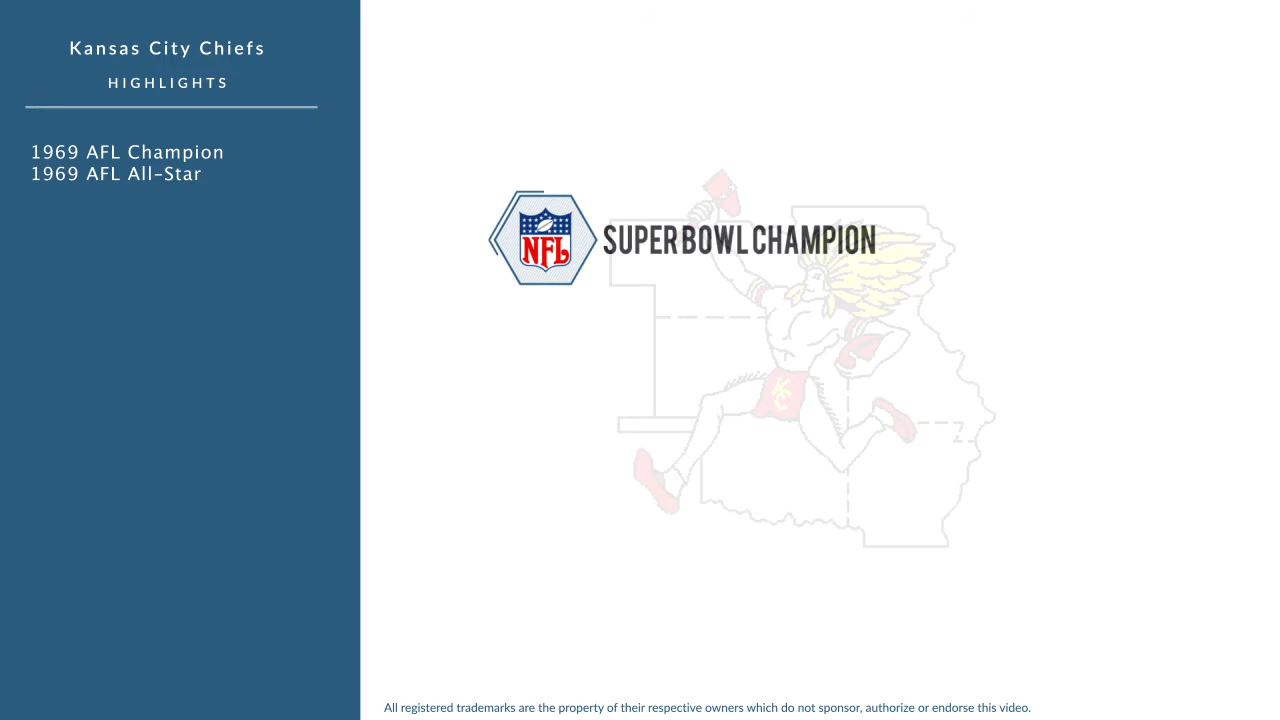 Kansas City Chiefs
HIGHLIGHTS
1969 AFL Champion
1969 AFL All-Star
NFL
SUPER BOWL CHAMPION
KC
All registered trademarks are the property of their respective owners which do not sponsor, authorize or endorse this video.